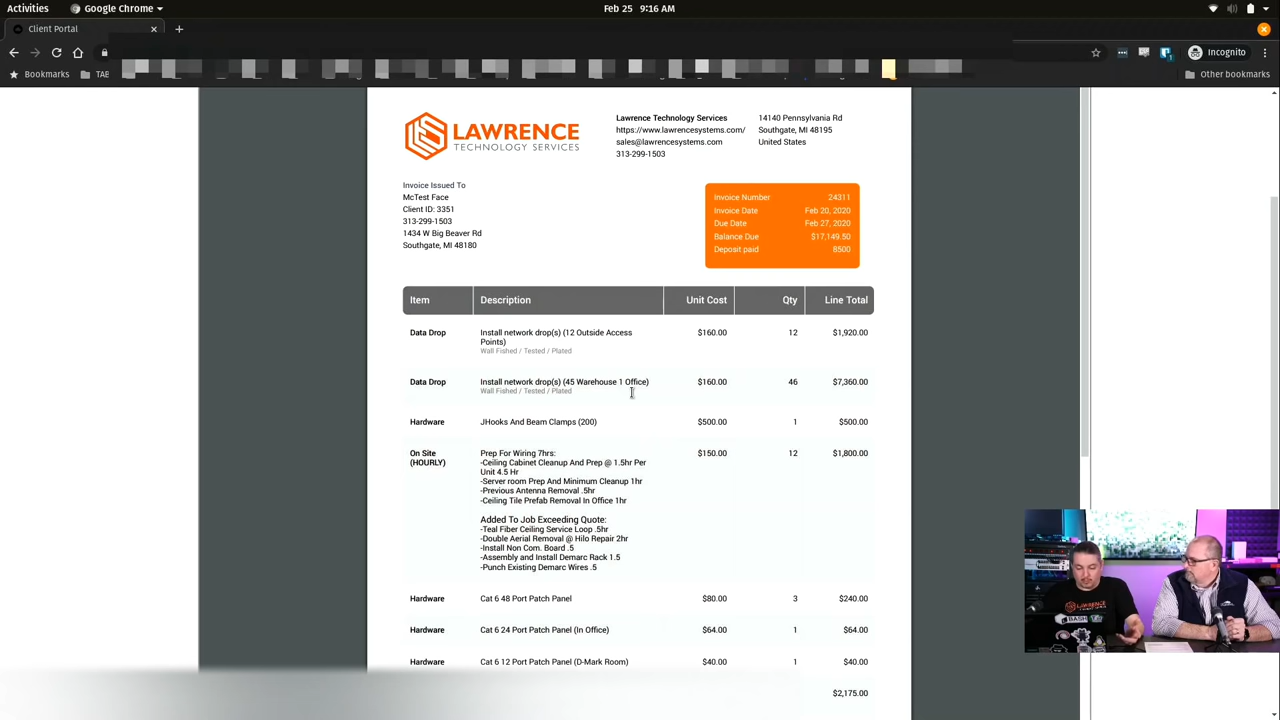 Activities
Google Chrome
Feb 25 9:16 AM
Client Portal
Incognito
Bookmarks
TAB
Other bookmarks
LAWRENCE
TECHNOLOGY SERVICES
Lawrence Technology Services
https://www.lawrencesystems.com/
sales@lawrencesystems.com
313-299-1503
14140 Pennsylvania Rd
Southgate, MI 48195
United States
Invoice Issued To
McTest Face
Client ID: 3351
313-299-1503
1434 W Big Beaver Rd
Southgate, MI 48180
Invoice Number 24311
Invoice Date Feb 20, 2020
Due Date Feb 27, 2020
Balance Due $17,149.50
Deposit paid 8500
Item Description Unit Cost Qty Line Total
Data Drop Install network drop(s) (12 Outside Access $160.00 12 $1,920.00
Points)
Wall Fished / Tested / Plated
Data Drop Install network drop(s) (45 Warehouse 1 Office) $160.00 46 $7,360.00
Wall Fished / Tested / Plated
Hardware JHooks And Beam Clamps (200) $500.00 1 $500.00
On Site Prep For Wiring 7hrs: $150.00 12 $1,800.00
(HOURLY) -Ceiling Cabinet Cleanup And Prep @ 1.5hr Per
Unit 4.5 Hr
-Server room Prep And Minimum Cleanup 1hr
-Previous Antenna Removal .5hr
-Ceiling Tile Prefab Removal In Office 1hr
Added To Job Exceeding Quote:
-Teal Fiber Ceiling Service Loop .5hr
-Double Aerial Removal @ Hilo Repair 2hr
-Install Non Com. Board .5
-Assembly and Install Demarc Rack 1.5
-Punch Existing Demarc Wires .5
Hardware Cat 6 48 Port Patch Panel $80.00 3 $240.00
Hardware Cat 6 24 Port Patch Panel (In Office) $64.00 1 $64.00
Hardware Cat 6 12 Port Patch Panel (D-Mark Room) $40.00 1 $40.00
$2,175.00
LAWRENCE